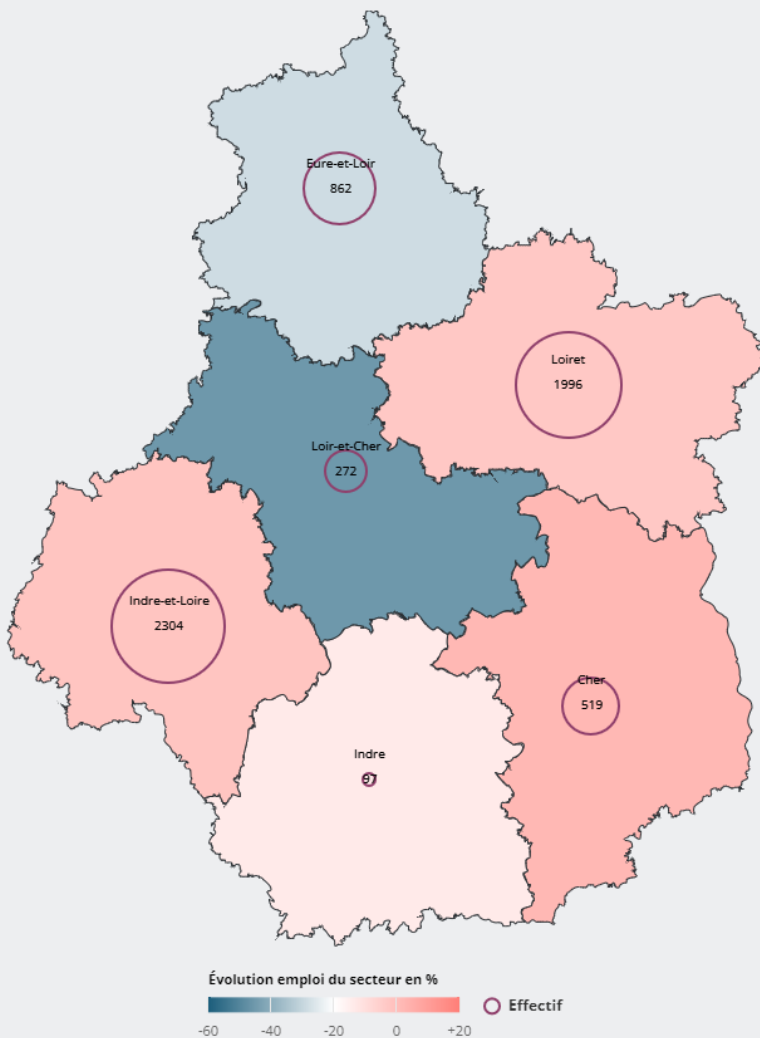 Eure-et-Loir
862
Loiret
1996
Loir-et-Cher
272
Indre-et-Loire
2304
Cher
519
Indre
97
Évolution emploi du secteur en %
Effectif
-60 -40 -20 0 +20